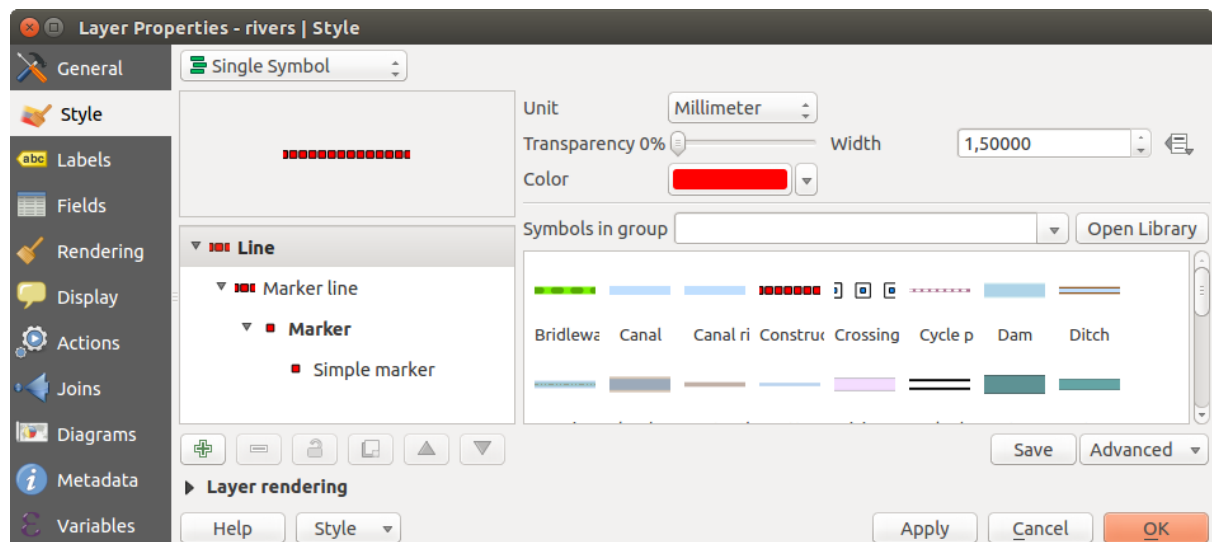 Layer Properties - rivers | Style
General
Style
abc Labels
Fields
Rendering
Display
Actions
Joins
Diagrams
Metadata
Variables
Single Symbol
Unit Millimeter
Transparency 0% Width 1,50000
Color
Symbols in group Open Library
Line
Marker line
Marker
Simple marker
Bridlewa Canal Canal ri Construc Crossing Cycle p Dam Ditch
Save Advanced
Layer rendering
Help Style Apply Cancel OK